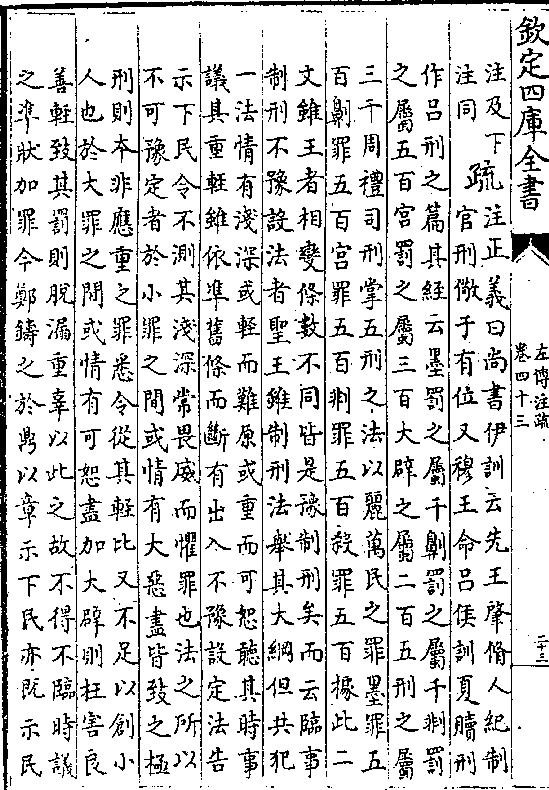 欽定四庫全書
左傳注疏
卷四十三
二十三
注及下
注同
疏
注正義曰尚書伊訓云先王肇脩人紀制
官刑儆于有位又穆王命呂侯訓夏贖刑
作呂刑之篇其經云墨罰之屬千劓罰之屬千剕罰
之屬五百宮罰之屬三百大辟之屬二百五刑之屬
三千周禮司刑掌五刑之法以麗萬民之罪墨罪五
百劓罪五百宮罪五百剕罪五百殺罪五百據此二
文雖王者相變條數不同皆是豫制刑矣而云臨事
制刑不豫設法者聖王雖制刑法舉其大綱但共犯
一法情有淺深或輕而難原或重而可恕聽其時事
議其重輕雖依準舊條而斷有出入不豫設定法告
示下民令不測其淺深常畏威而懼罪也法之所以
不可豫定者於小罪之間或情有大惡盡皆致之極
刑則本非應重之罪悉令從其輕比又不足以創小
人也於大罪之間或情有可恕盡加大辟則枉害良
善輕致其罰則脫漏重辜以此之故不得不臨時議
之準狀加罪今鄭鑄之於鼎以章示下民亦既示民